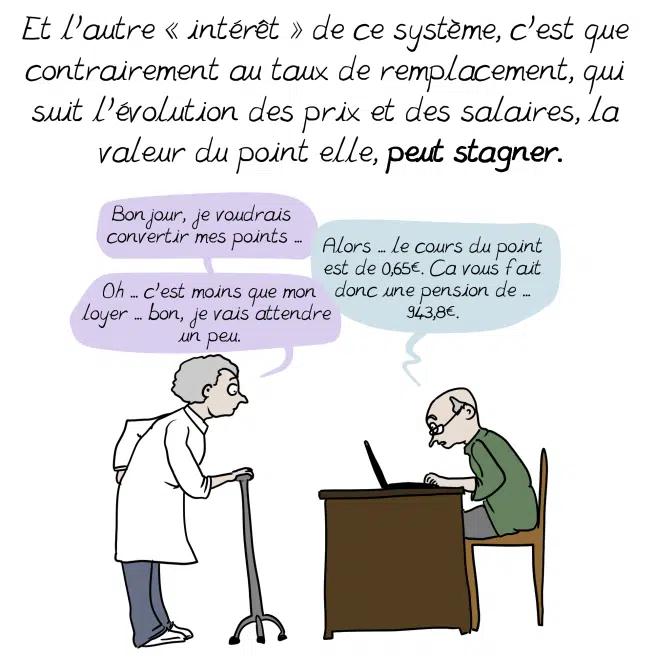 Et l'autre « intérêt » de ce système, c'est que
contrairement au taux de remplacement, qui
suit l'évolution des prix et des salaires, la
valeur du point elle, peut stagner.
Bonjour, je voudrais
convertir mes points ...
Alors ... le cours du point
est de 0,65€. Ca vous fait
donc une pension de ...
943,8€.
Oh ... c'est moins que mon
loyer ... bon, je vais attendre
un peu.